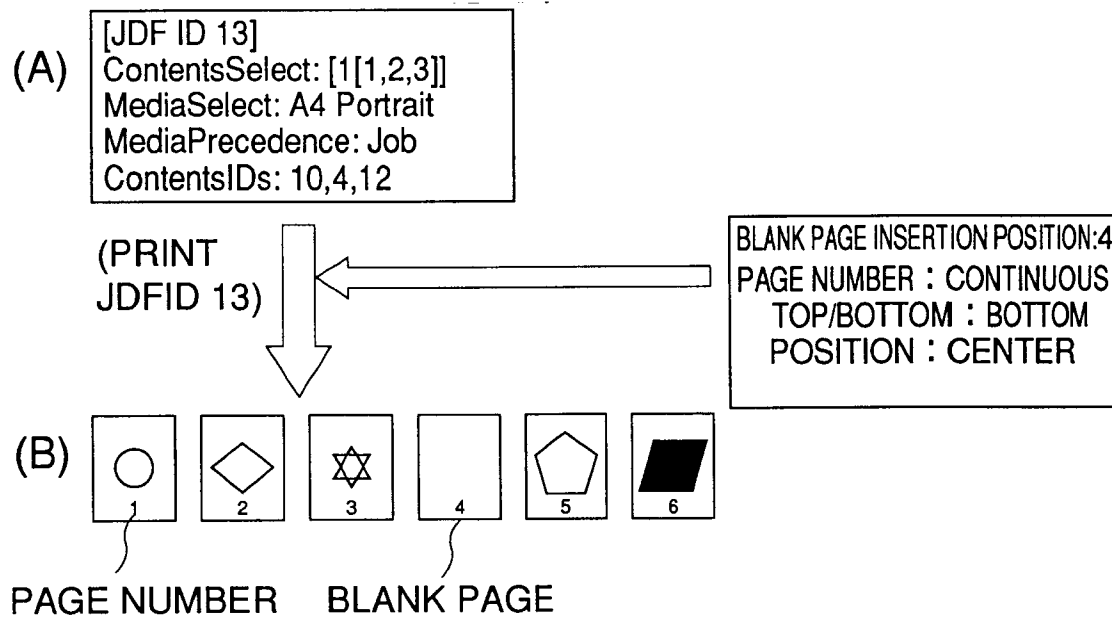 (A)
[JDF ID 13]
ContentsSelect: [1[1,2,3]]
MediaSelect: A4 Portrait
MediaPrecedence: Job
ContentsIDs: 10,4,12
(PRINT
JDFID 13)
BLANK PAGE INSERTION POSITION:4
PAGE NUMBER : CONTINUOUS
TOP/BOTTOM : BOTTOM
POSITION : CENTER
(B)
1 2 3 4 5 6
PAGE NUMBER BLANK PAGE